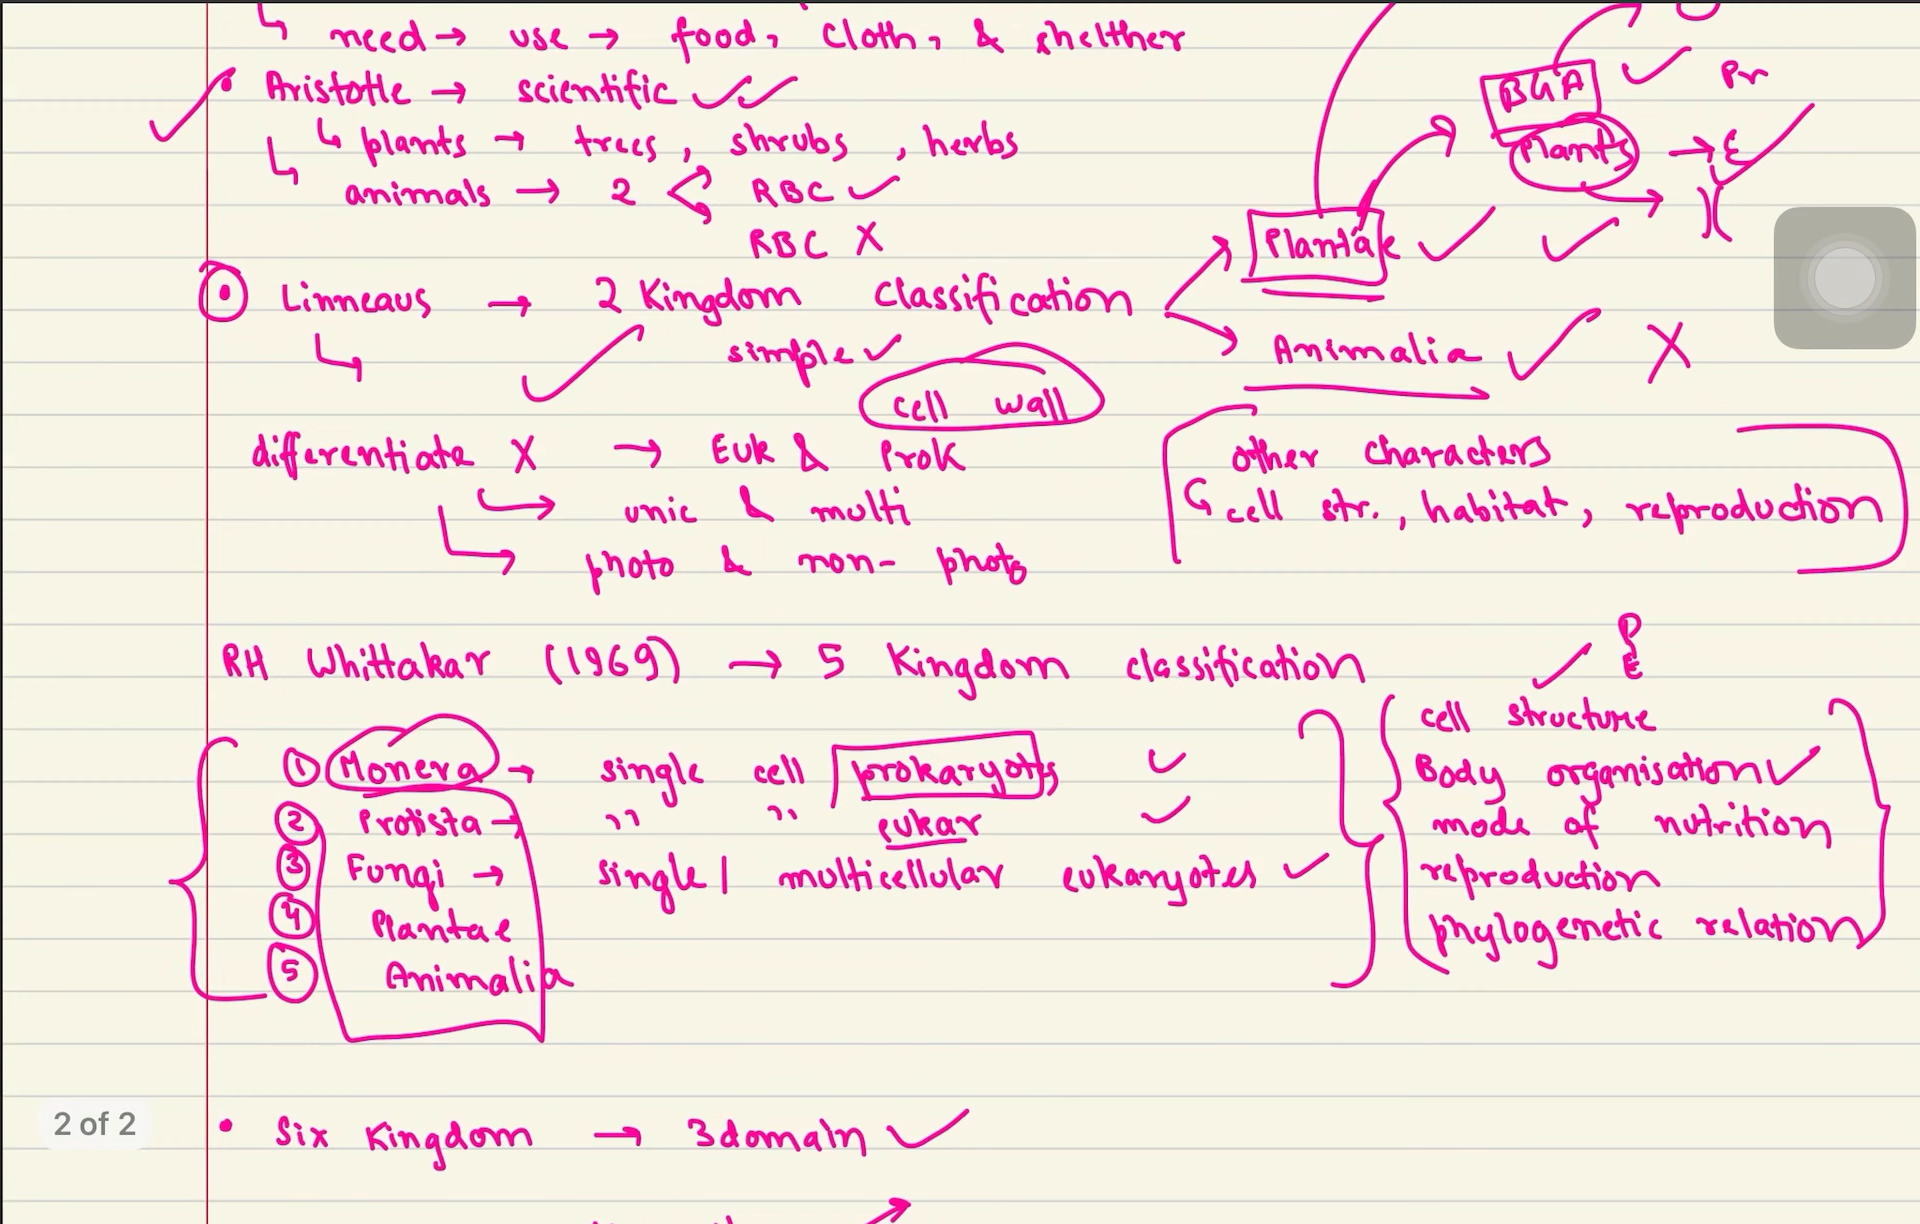 need → use → food, cloth, & shelther
Aristotle → scientific
plants → trees, shrubs, herbs
animals → 2
RBC ✓
RBC X
BGA
Pr
Plants → E
Plantae
Linneaus → 2 Kingdom Classification
simple ✓
Animalia
X
cell wall
differentiate X → Euk & Prok
unic & multi
photo & non- photo
other characters
cell str., habitat, reproduction
RH Whittakar (1969) → 5 Kingdom classification
P
E
① Monera → single cell prokaryotes
② Protista → " " eukar
③ Fungi → single/ multicellular eukaryotes
④ Plantae
⑤ Animalia
cell structure
Body organisation
mode of nutrition
reproduction
phylogenetic relation
2 of 2
• Six Kingdom → 3 domain